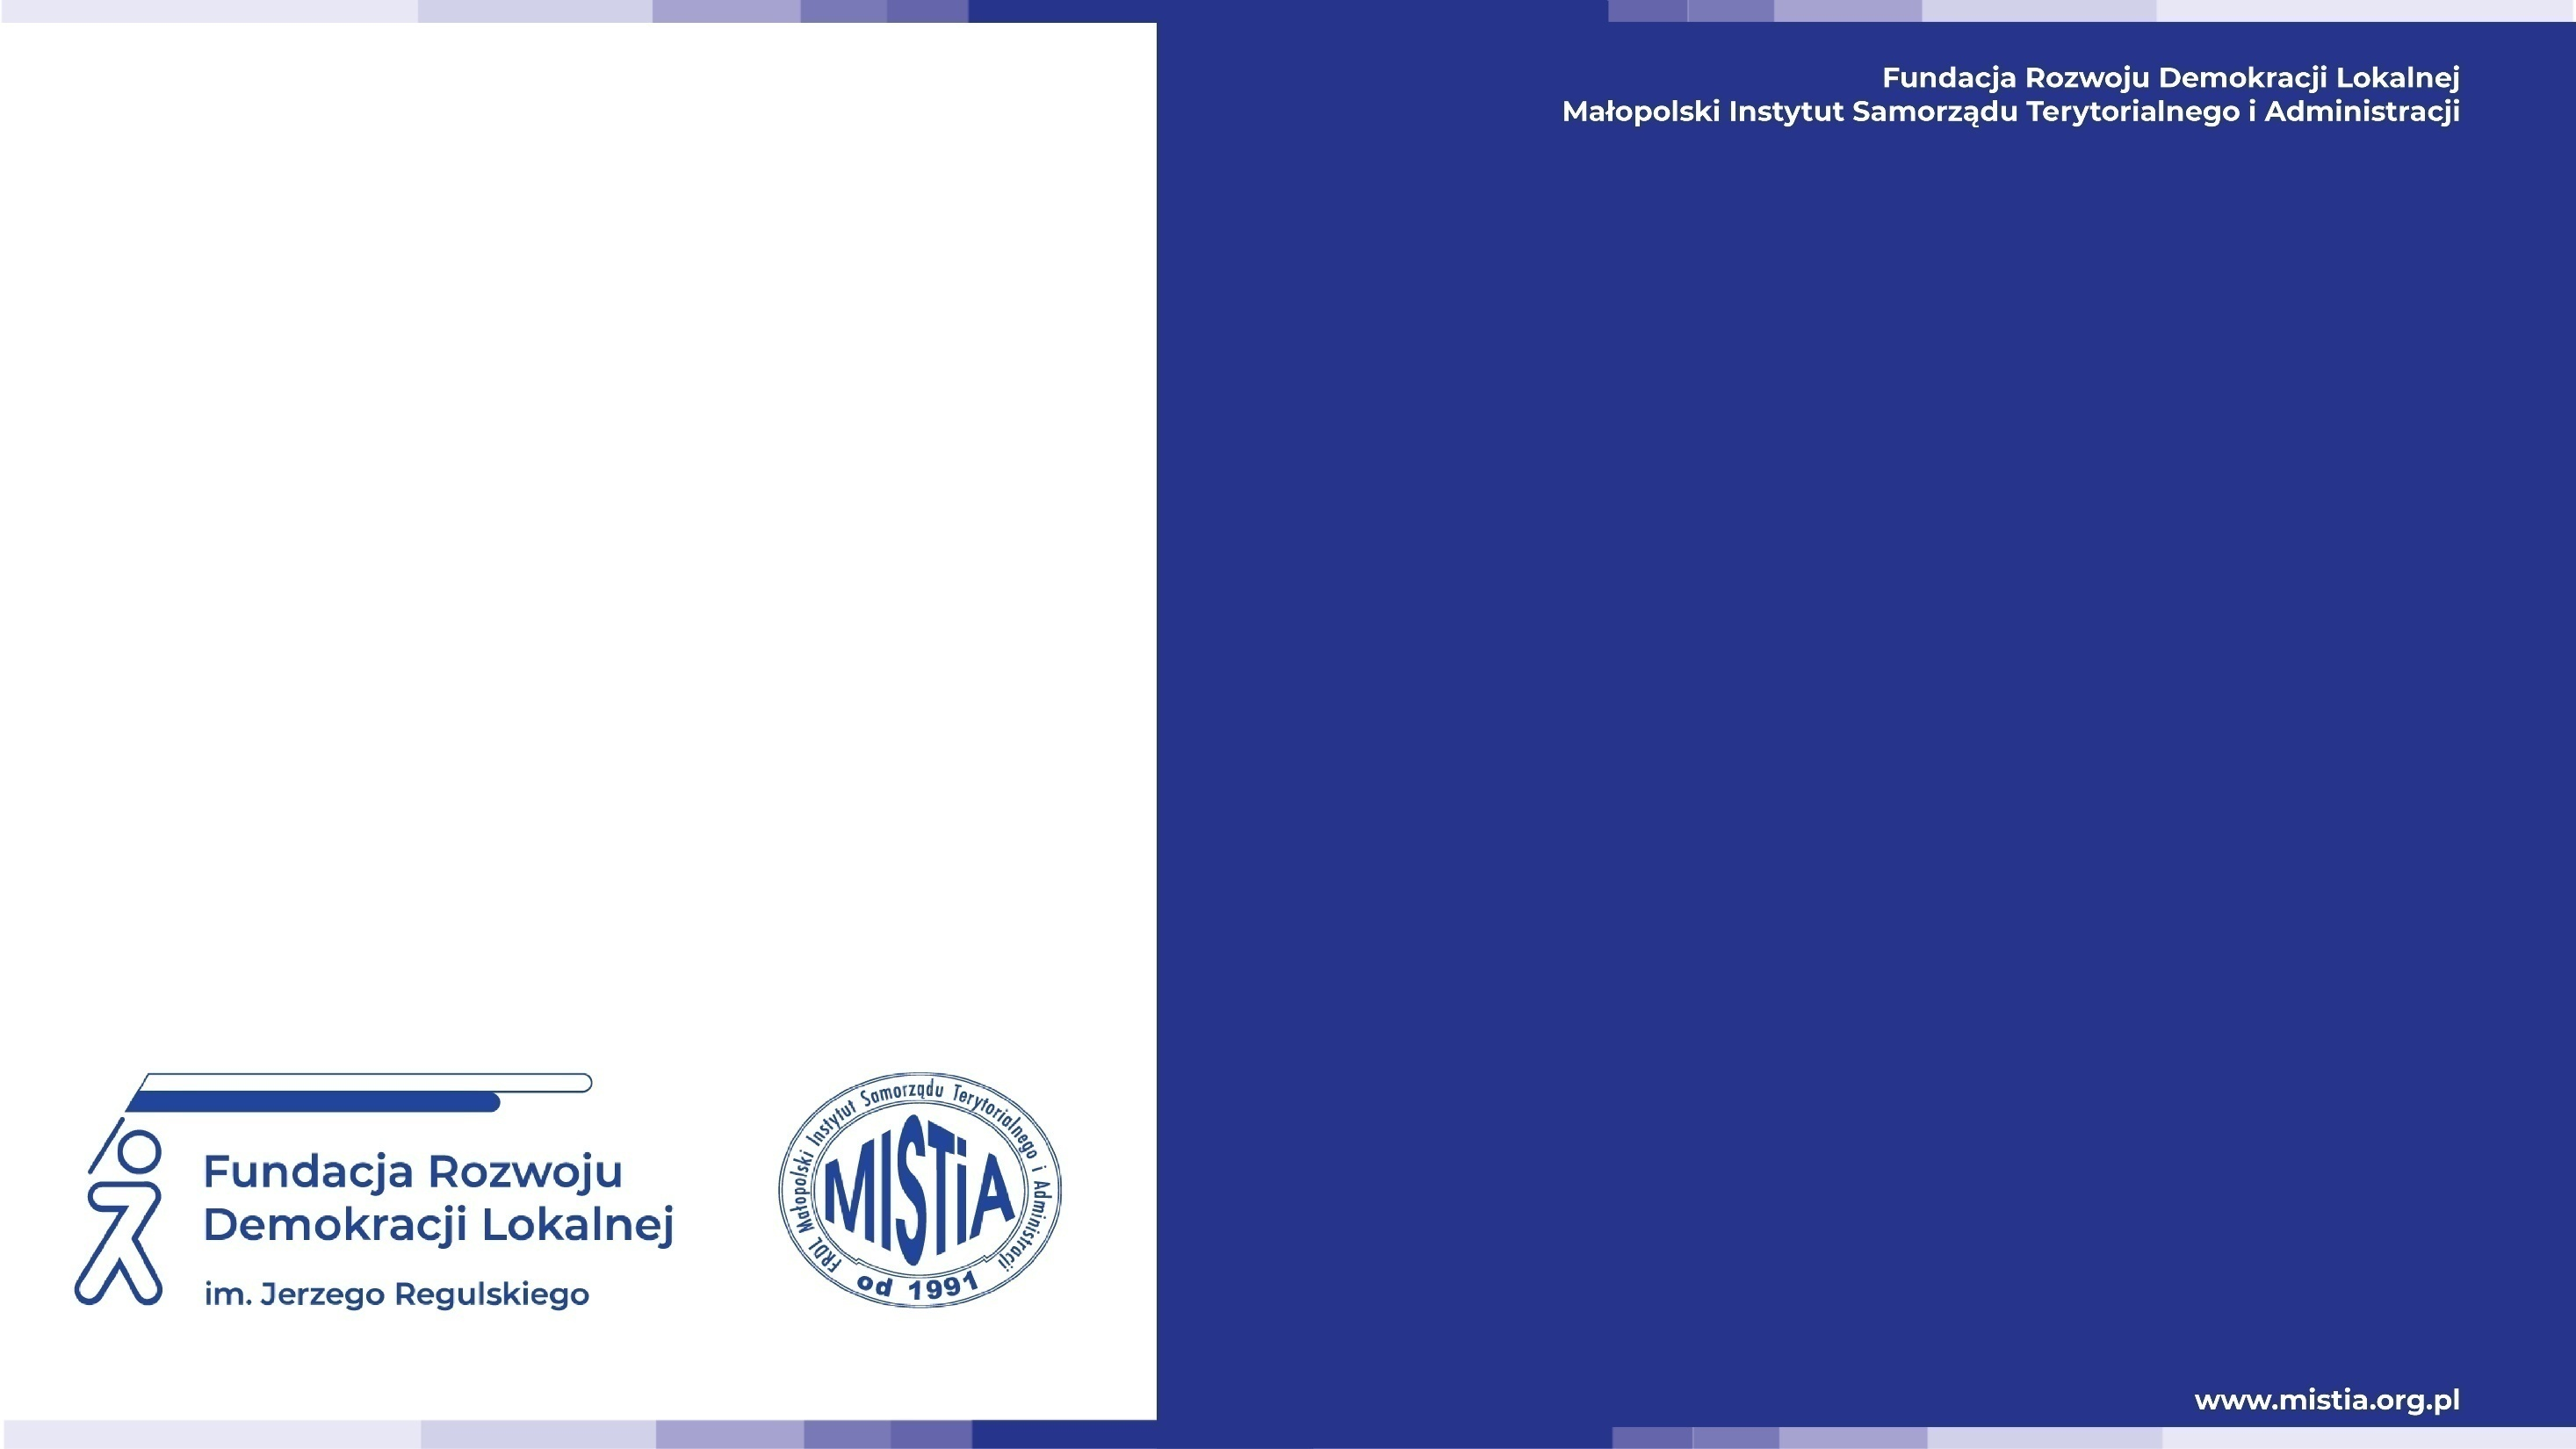 Fundacja Rozwoju Demokracji Lokalnej
Małopolski Instytut Samorządu Terytorialnego i Administracji
Fundacja Rozwoju
Demokracji Lokalnej
im. Jerzego Regulskiego
FRDL Małopolski Instytut Samorządu Terytorialnego i Administracji
MISTiA
od 1991
www.mistia.org.pl